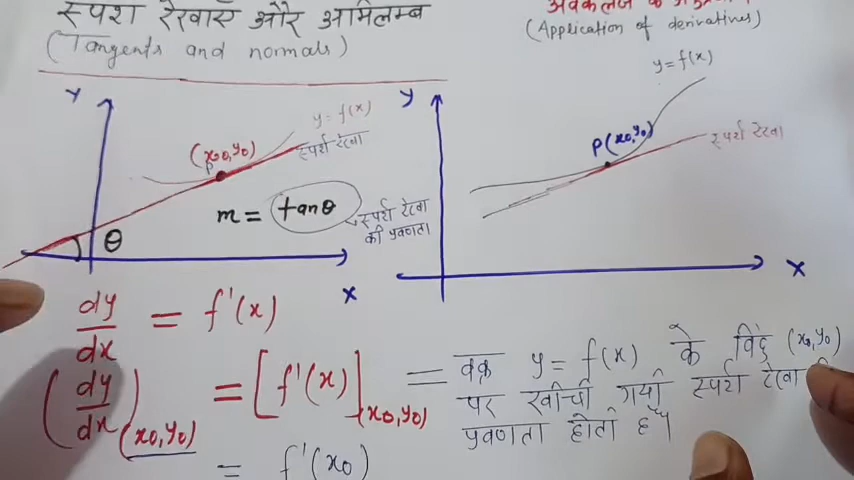 स्पर्श रेखाएँ और अभिलम्ब
(Tangents and normals)
(Application of derivatives)
y
y = f(x)
(x0, y0)
P
स्पर्श रेखा
m = tanθ
स्पर्श रेखा
की प्रवणता
θ
x
y
y = f(x)
P(x0, y0)
स्पर्श रेखा
x
dy/dx = f'(x)
(dy/dx)(x0, y0) = [f'(x)](x0, y0) = वक्र y = f(x) के बिंदु (x0, y0)
पर खींची गयी स्पर्श रेखा
प्रवणता होती है
= f'(x0)